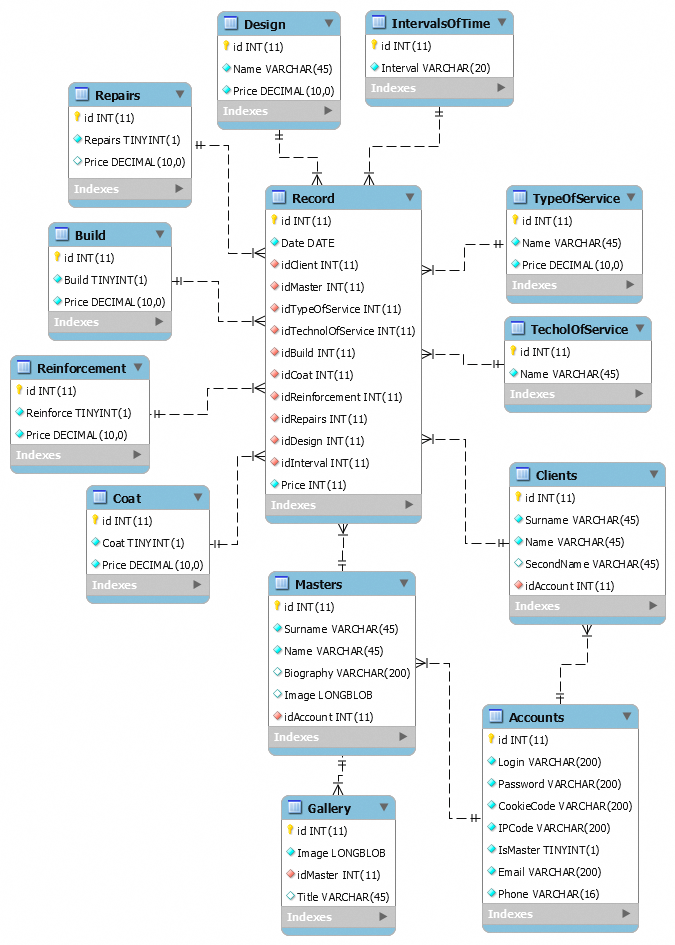 Design
id INT(11)
Name VARCHAR(45)
Price DECIMAL(10,0)
Indexes
IntervalsOfTime
id INT(11)
Interval VARCHAR(20)
Indexes
Repairs
id INT(11)
Repairs TINYINT(1)
Price DECIMAL(10,0)
Indexes
Record
id INT(11)
Date DATE
idClient INT(11)
idMaster INT(11)
idTypeOfService INT(11)
idTechnolOfService INT(11)
idBuild INT(11)
idCoat INT(11)
idReinforcement INT(11)
idRepairs INT(11)
idDesign INT(11)
idInterval INT(11)
Price INT(11)
Indexes
TypeOfService
id INT(11)
Name VARCHAR(45)
Price DECIMAL(10,0)
Indexes
Build
id INT(11)
Build TINYINT(1)
Price DECIMAL(10,0)
Indexes
TecholOfService
id INT(11)
Name VARCHAR(45)
Indexes
Reinforcement
id INT(11)
Reinforce TINYINT(1)
Price DECIMAL(10,0)
Indexes
Clients
id INT(11)
Surname VARCHAR(45)
Name VARCHAR(45)
SecondName VARCHAR(45)
idAccount INT(11)
Indexes
Coat
id INT(11)
Coat TINYINT(1)
Price DECIMAL(10,0)
Indexes
Masters
id INT(11)
Surname VARCHAR(45)
Name VARCHAR(45)
Biography VARCHAR(200)
Image LONGBLOB
idAccount INT(11)
Indexes
Accounts
id INT(11)
Login VARCHAR(200)
Password VARCHAR(200)
CookieCode VARCHAR(200)
IPCode VARCHAR(200)
IsMaster TINYINT(1)
Email VARCHAR(200)
Phone VARCHAR(16)
Indexes
Gallery
id INT(11)
Image LONGBLOB
idMaster INT(11)
Title VARCHAR(45)
Indexes